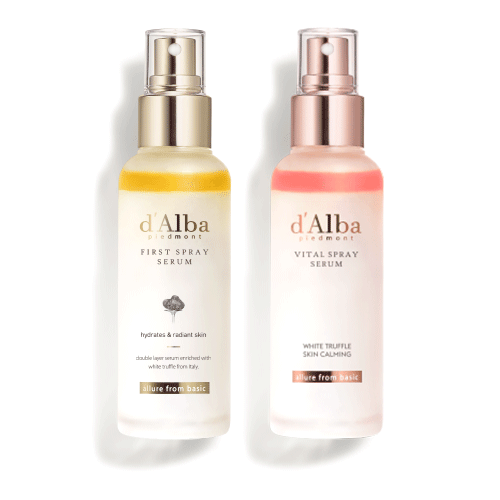 d'Alba
piedmont
FIRST SPRAY
SERUM
hydrates & radiant skin
double layer serum enriched with
white truffle from Italy.
allure from basic
d'Alba
piedmont
VITAL SPRAY
SERUM
WHITE TRUFFLE
SKIN CALMING
allure from basic